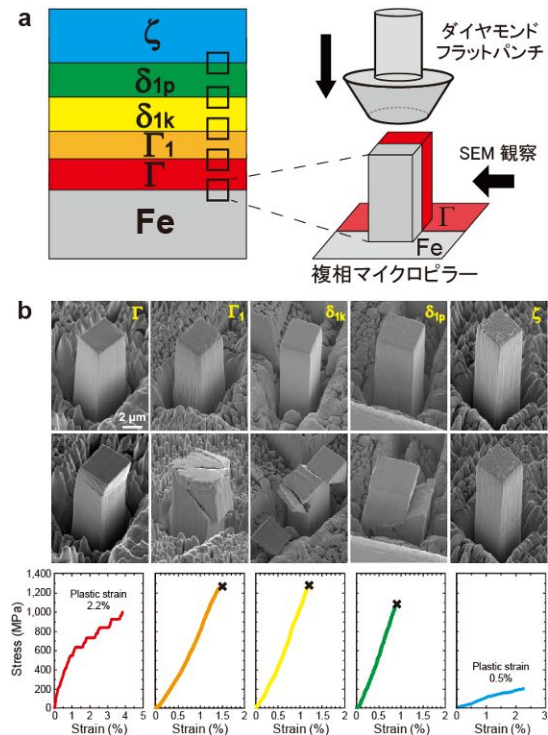 a
ζ
δ1p
δ1k
Γ1
Γ
Fe
ダイヤモンド
フラットパンチ
SEM 観察
Γ
Fe
複相マイクロピラー
b
Γ
Γ1
δ1k
δ1p
ζ
2 μm
Stress (MPa)
1,400
1,200
1,000
800
600
400
200
0
Plastic strain
2.2%
Plastic strain
0.5%
0 1 2 3 4 5
0 0.5 1 1.5 2
0 0.5 1 1.5 2
0 0.5 1 1.5 2
0 1 2 3
Strain (%)
Strain (%)
Strain (%)
Strain (%)
Strain (%)